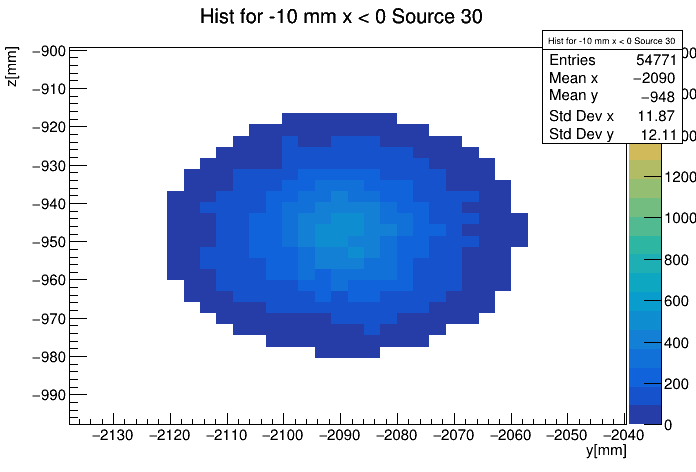 Hist for -10 mm x < 0 Source 30
Hist for -10 mm x < 0 Source 30
Entries 54771
Mean x −2090
Mean y −948
Std Dev x 11.87
Std Dev y 12.11
z[mm]
−900
−910
−920
−930
−940
−950
−960
−970
−980
−990
1200
1000
800
600
400
200
0
−2130 −2120 −2110 −2100 −2090 −2080 −2070 −2060 −2050 −2040
y[mm]